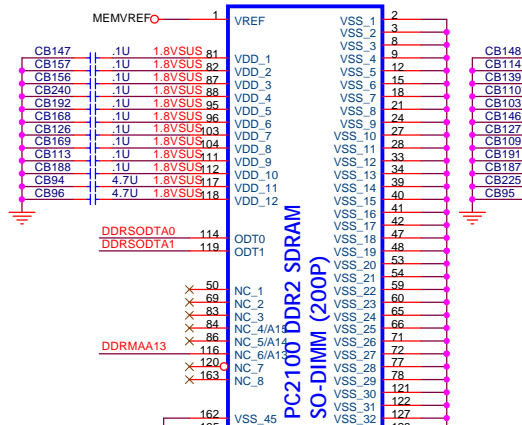 MEMVREF 1 VREF VSS_1 2
VSS_2 3
VSS_3 8
CB147 .1U 1.8VSUS 81 VDD_1 VSS_4 9 CB148
CB157 .1U 1.8VSUS 82 VDD_2 VSS_5 12 CB114
CB156 .1U 1.8VSUS 87 VDD_3 VSS_6 15 CB139
CB240 .1U 1.8VSUS 88 VDD_4 VSS_7 18 CB110
CB192 .1U 1.8VSUS 95 VDD_5 VSS_8 21 CB103
CB168 .1U 1.8VSUS 96 VDD_6 VSS_9 24 CB146
CB126 .1U 1.8VSUS 103 VDD_7 VSS_10 27 CB127
CB169 .1U 1.8VSUS 104 VDD_8 VSS_11 28 CB109
CB113 .1U 1.8VSUS 111 VDD_9 VSS_12 33 CB191
CB188 .1U 1.8VSUS 112 VDD_10 VSS_13 34 CB187
CB94 4.7U 1.8VSUS 117 VDD_11 VSS_14 39 CB225
CB96 4.7U 1.8VSUS 118 VDD_12 VSS_15 40 CB95
VSS_16 41
VSS_17 42
DDRSODTA0 114 ODT0 VSS_18 47
DDRSODTA1 119 ODT1 VSS_19 48
VSS_20 53
VSS_21 54
50 NC_1 VSS_22 59
69 NC_2 VSS_23 60
83 NC_3 VSS_24 65
84 NC_4/A15 VSS_25 66
86 NC_5/A14 VSS_26 71
DDRMAA13 116 NC_6/A13 VSS_27 72
120 NC_7 VSS_28 77
163 NC_8 VSS_29 78
VSS_30 121
VSS_31 122
162 VSS_45 VSS_32 127
PC2100 DDR2 SDRAM
SO-DIMM (200P)